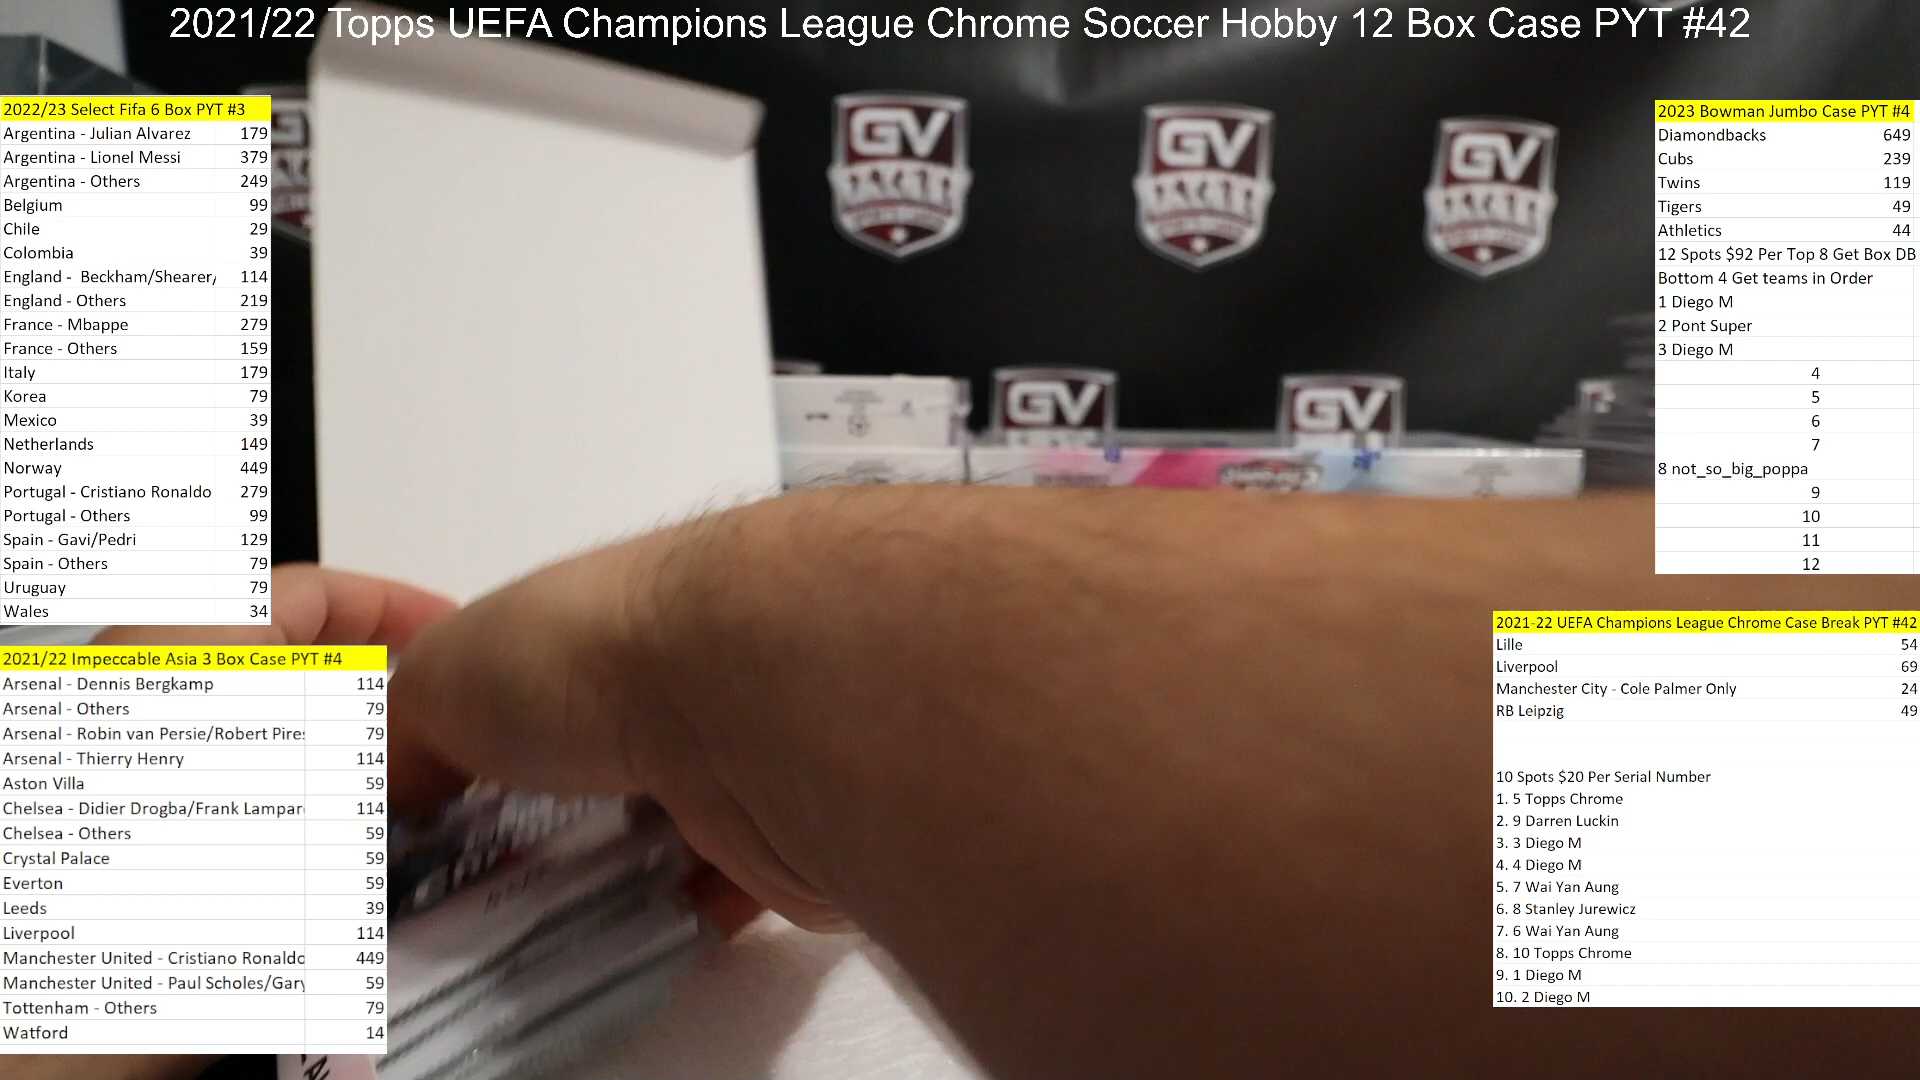 2021/22 Topps UEFA Champions League Chrome Soccer Hobby 12 Box Case PYT #42
2022/23 Select Fifa 6 Box PYT #3
Argentina - Julian Alvarez 179
Argentina - Lionel Messi 379
Argentina - Others 249
Belgium 99
Chile 29
Colombia 39
England -  Beckham/Shearer/ 114
England - Others 219
France - Mbappe 279
France - Others 159
Italy 179
Korea 79
Mexico 39
Netherlands 149
Norway 449
Portugal - Cristiano Ronaldo 279
Portugal - Others 99
Spain - Gavi/Pedri 129
Spain - Others 79
Uruguay 79
Wales 34
2021/22 Impeccable Asia 3 Box Case PYT #4
Arsenal - Dennis Bergkamp 114
Arsenal - Others 79
Arsenal - Robin van Persie/Robert Pires 79
Arsenal - Thierry Henry 114
Aston Villa 59
Chelsea - Didier Drogba/Frank Lampar 114
Chelsea - Others 59
Crystal Palace 59
Everton 59
Leeds 39
Liverpool 114
Manchester United - Cristiano Ronaldo 449
Manchester United - Paul Scholes/Gary 59
Tottenham - Others 79
Watford 14
GV
GV
GV
GV
GV
GV
2023 Bowman Jumbo Case PYT #4
Diamondbacks 649
Cubs 239
Twins 119
Tigers 49
Athletics 44
12 Spots $92 Per Top 8 Get Box DB
Bottom 4 Get teams in Order
1 Diego M
2 Pont Super
3 Diego M
4
5
6
7
8 not_so_big_poppa
9
10
11
12
2021-22 UEFA Champions League Chrome Case Break PYT #42
Lille 54
Liverpool 69
Manchester City - Cole Palmer Only 24
RB Leipzig 49
10 Spots $20 Per Serial Number
1. 5 Topps Chrome
2. 9 Darren Luckin
3. 3 Diego M
4. 4 Diego M
5. 7 Wai Yan Aung
6. 8 Stanley Jurewicz
7. 6 Wai Yan Aung
8. 10 Topps Chrome
9. 1 Diego M
10. 2 Diego M